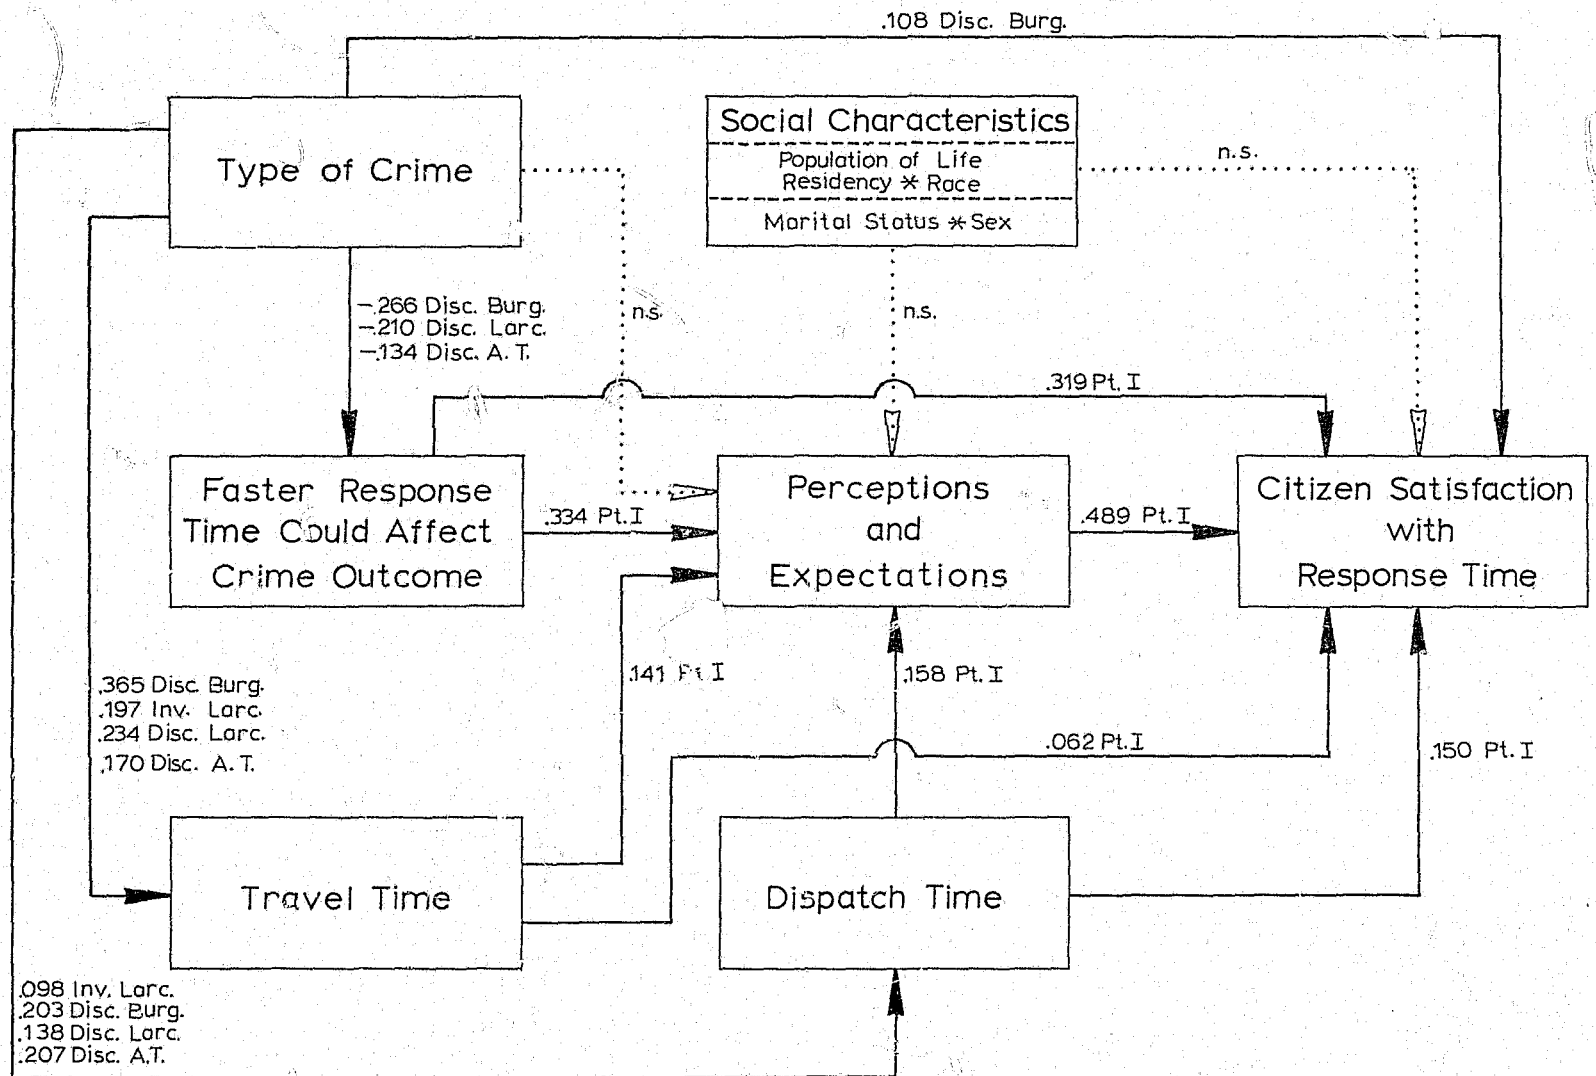 .108 Disc. Burg.
Type of Crime
Social Characteristics
Population of Life
Residency * Race
Marital Status * Sex
n.s.
-.266 Disc. Burg.
-.210 Disc. Larc.
-.134 Disc. A.T.
n.s.
n.s.
.319 Pt. I
Faster Response
Time Could Affect
Crime Outcome
.334 Pt. I
Perceptions
and
Expectations
.489 Pt. I
Citizen Satisfaction
with
Response Time
.365 Disc. Burg.
.197 Inv. Larc.
.234 Disc. Larc.
.170 Disc. A.T.
.141 Pt I
.158 Pt. I
.062 Pt. I
.150 Pt. I
Travel Time
Dispatch Time
.098 Inv. Larc.
.203 Disc. Burg.
.138 Disc. Larc.
.207 Disc. A.T.